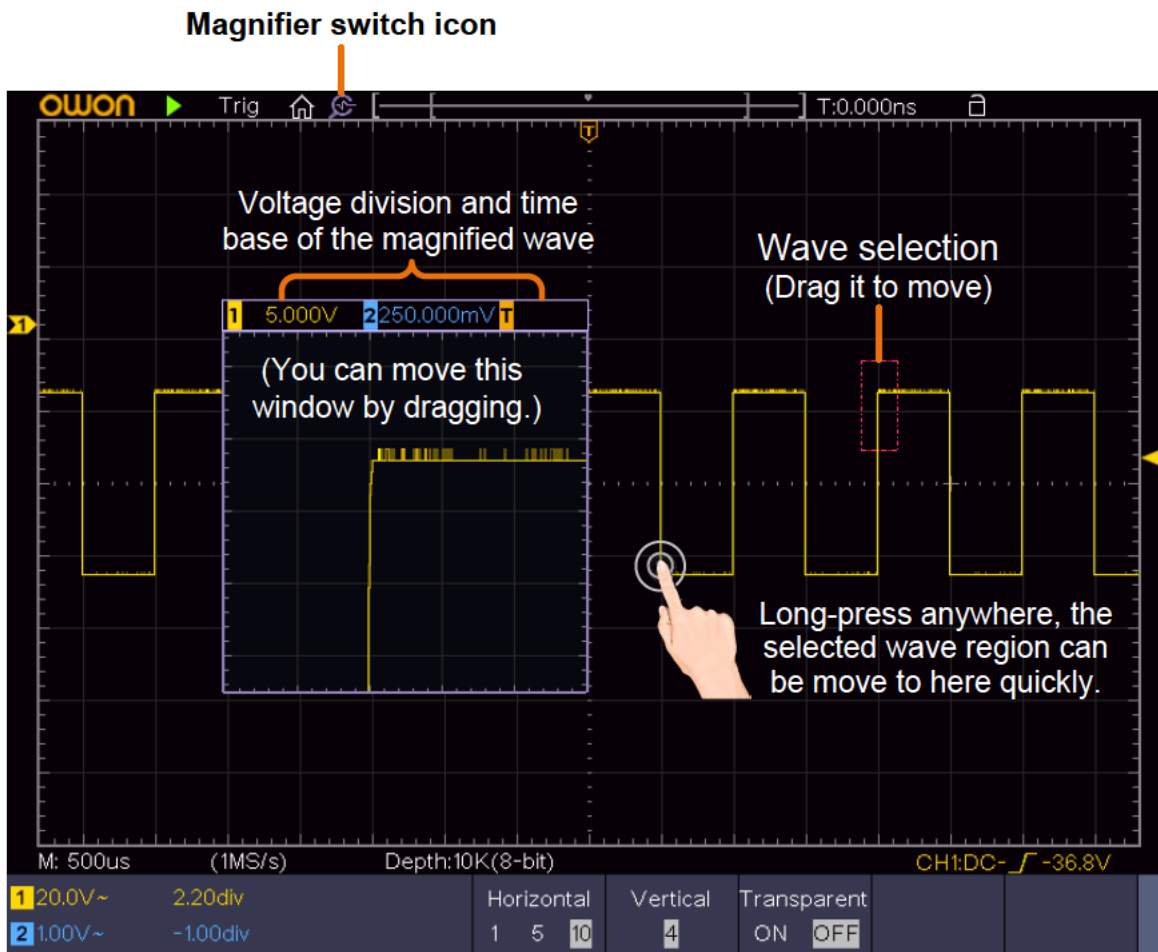 Magnifier switch icon
owon Trig T:0.000ns
T
Voltage division and time
base of the magnified wave
Wave selection
(Drag it to move)
1 5.000V 2 250.000mV T
1
(You can move this
window by dragging.)
Long-press anywhere, the
selected wave region can
be move to here quickly.
M: 500us (1MS/s) Depth:10K(8-bit) CH1:DC- -36.8V
1 20.0V~ 2.20div Horizontal Vertical Transparent
2 1.00V~ -1.00div 1 5 10 4 ON OFF